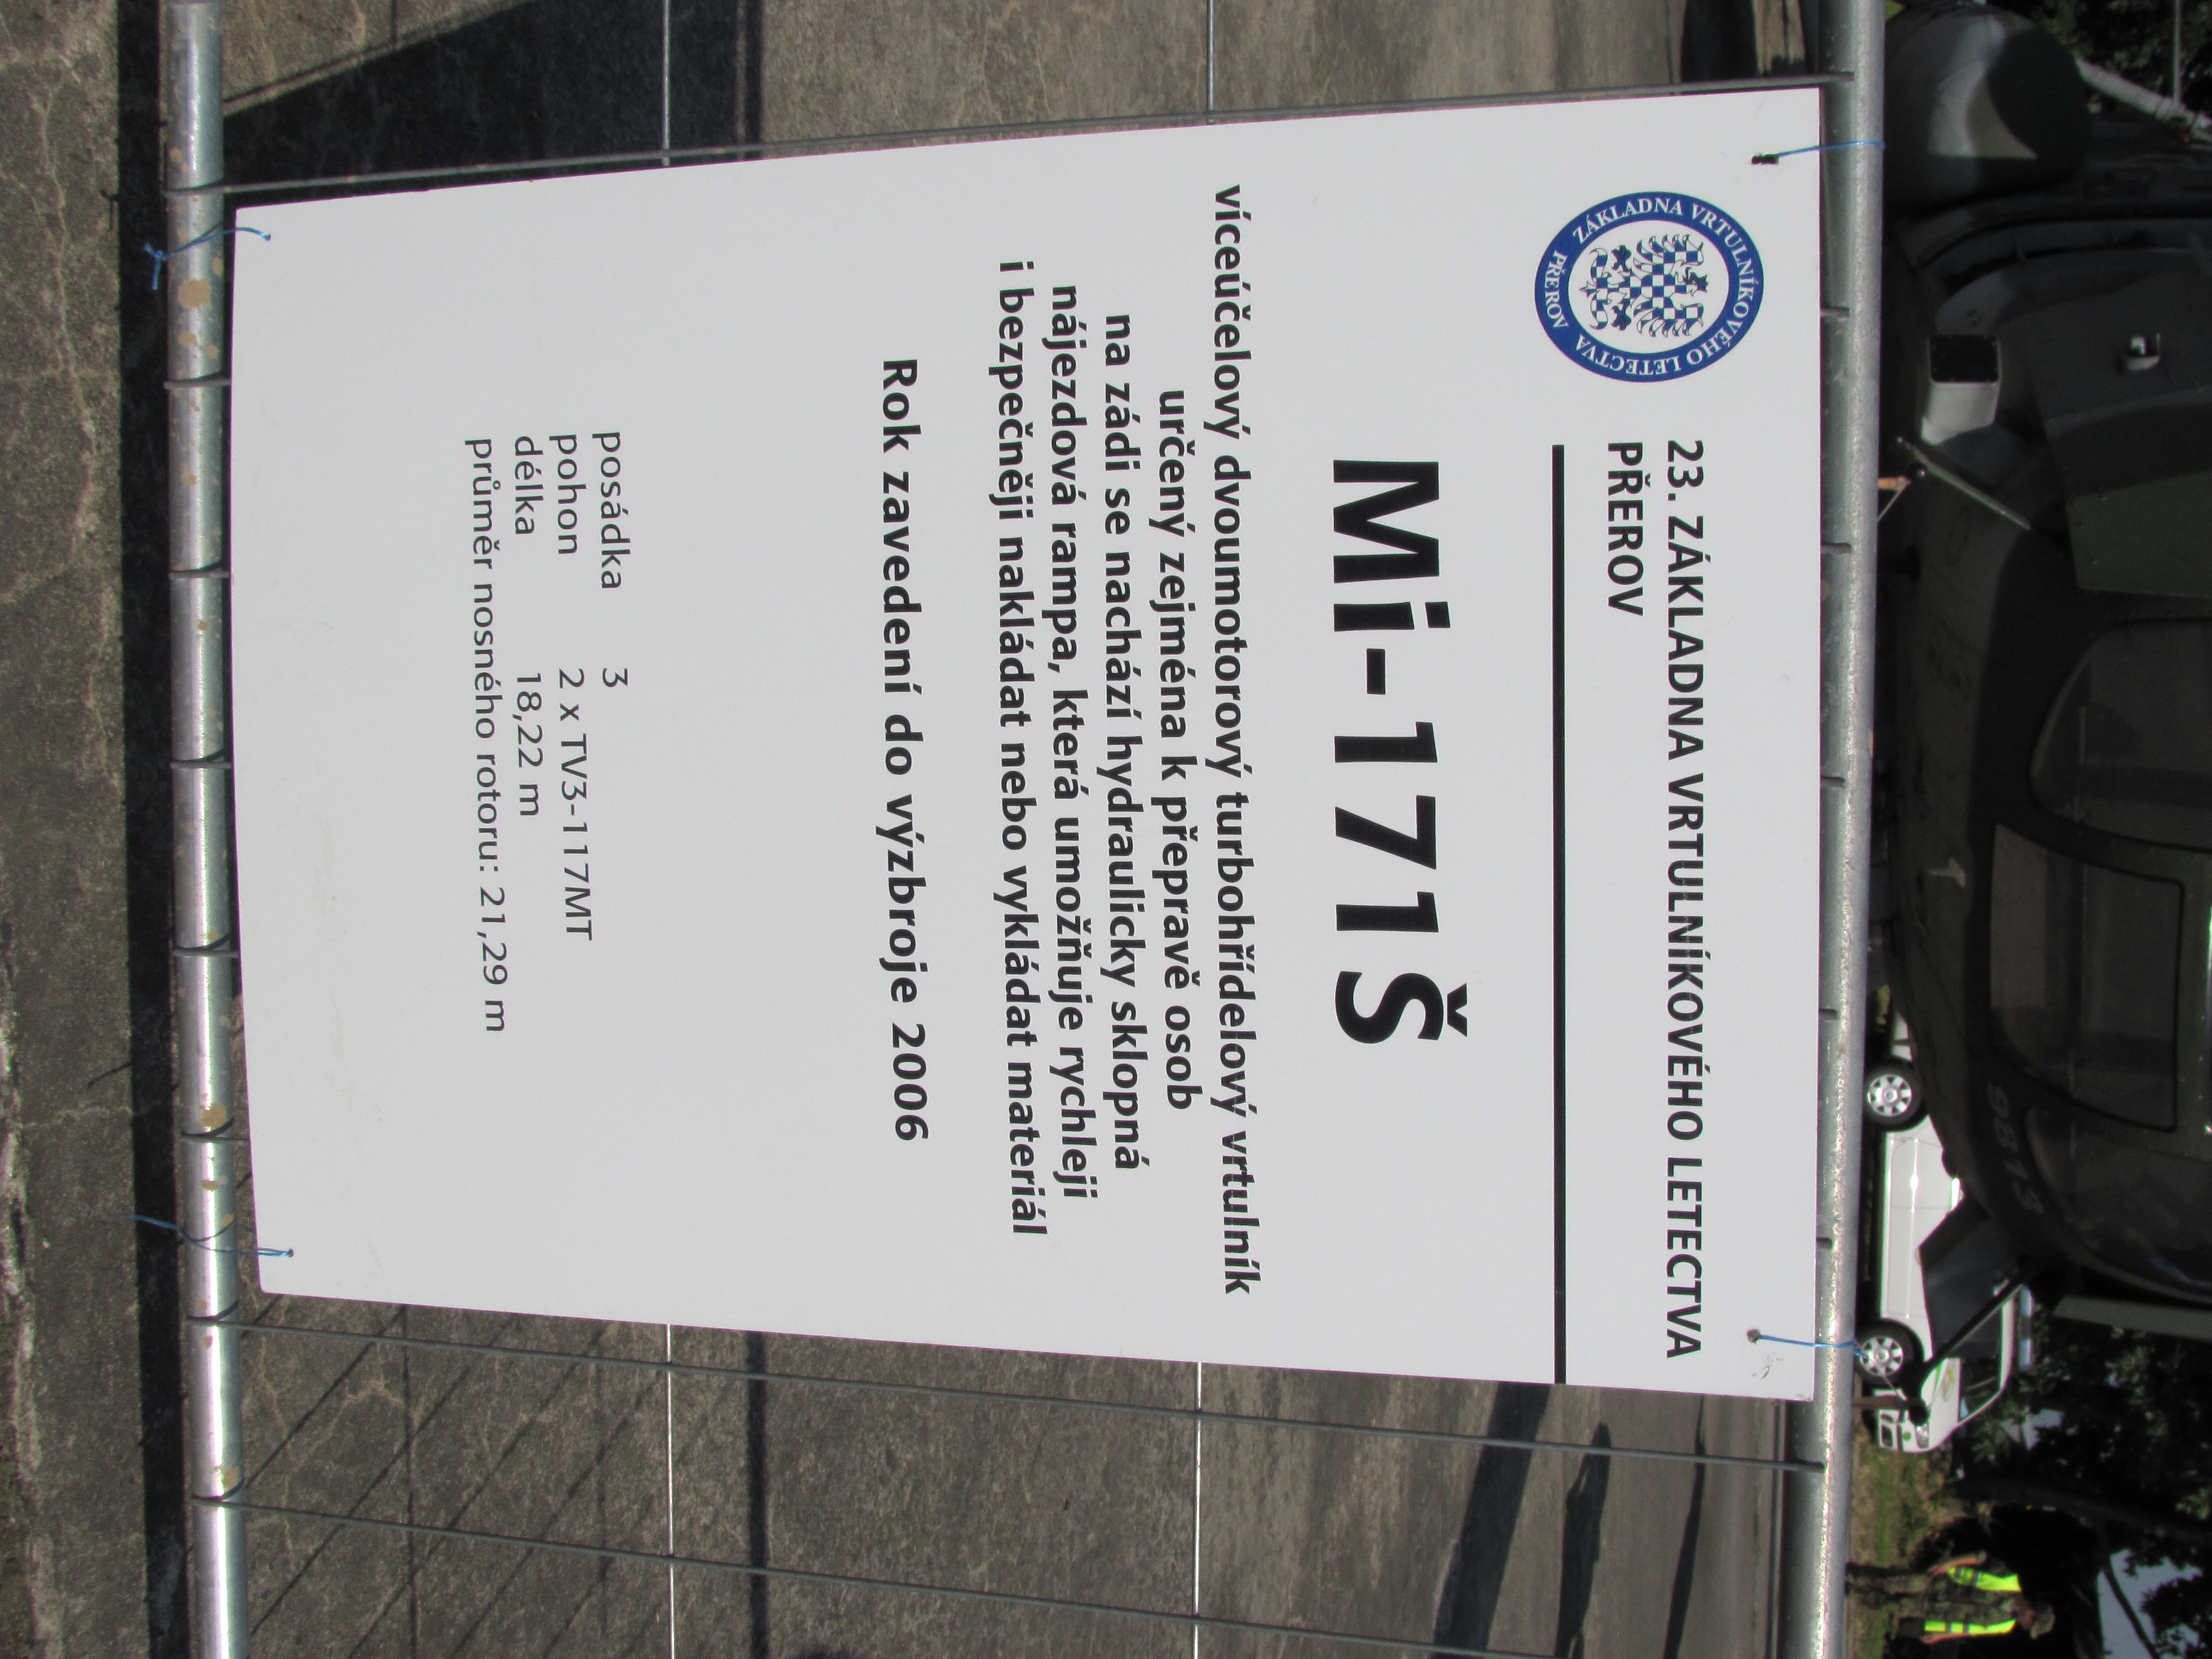 ZÁKLADNA VRTULNÍKOVÉHO LETECTVA
PŘEROV
23. ZÁKLADNA VRTULNÍKOVÉHO LETECTVA
PŘEROV
Mi-171Š
víceúčelový dvoumotorový turbohřídelový vrtulník
určený zejména k přepravě osob
na zádi se nachází hydraulicky sklopná
nájezdová rampa, která umožňuje rychleji
i bezpečněji nakládat nebo vykládat materiál
Rok zavedení do výzbroje 2006
posádka 3
pohon 2 x TV3-117MT
délka 18,22 m
průměr nosného rotoru: 21,29 m
9813